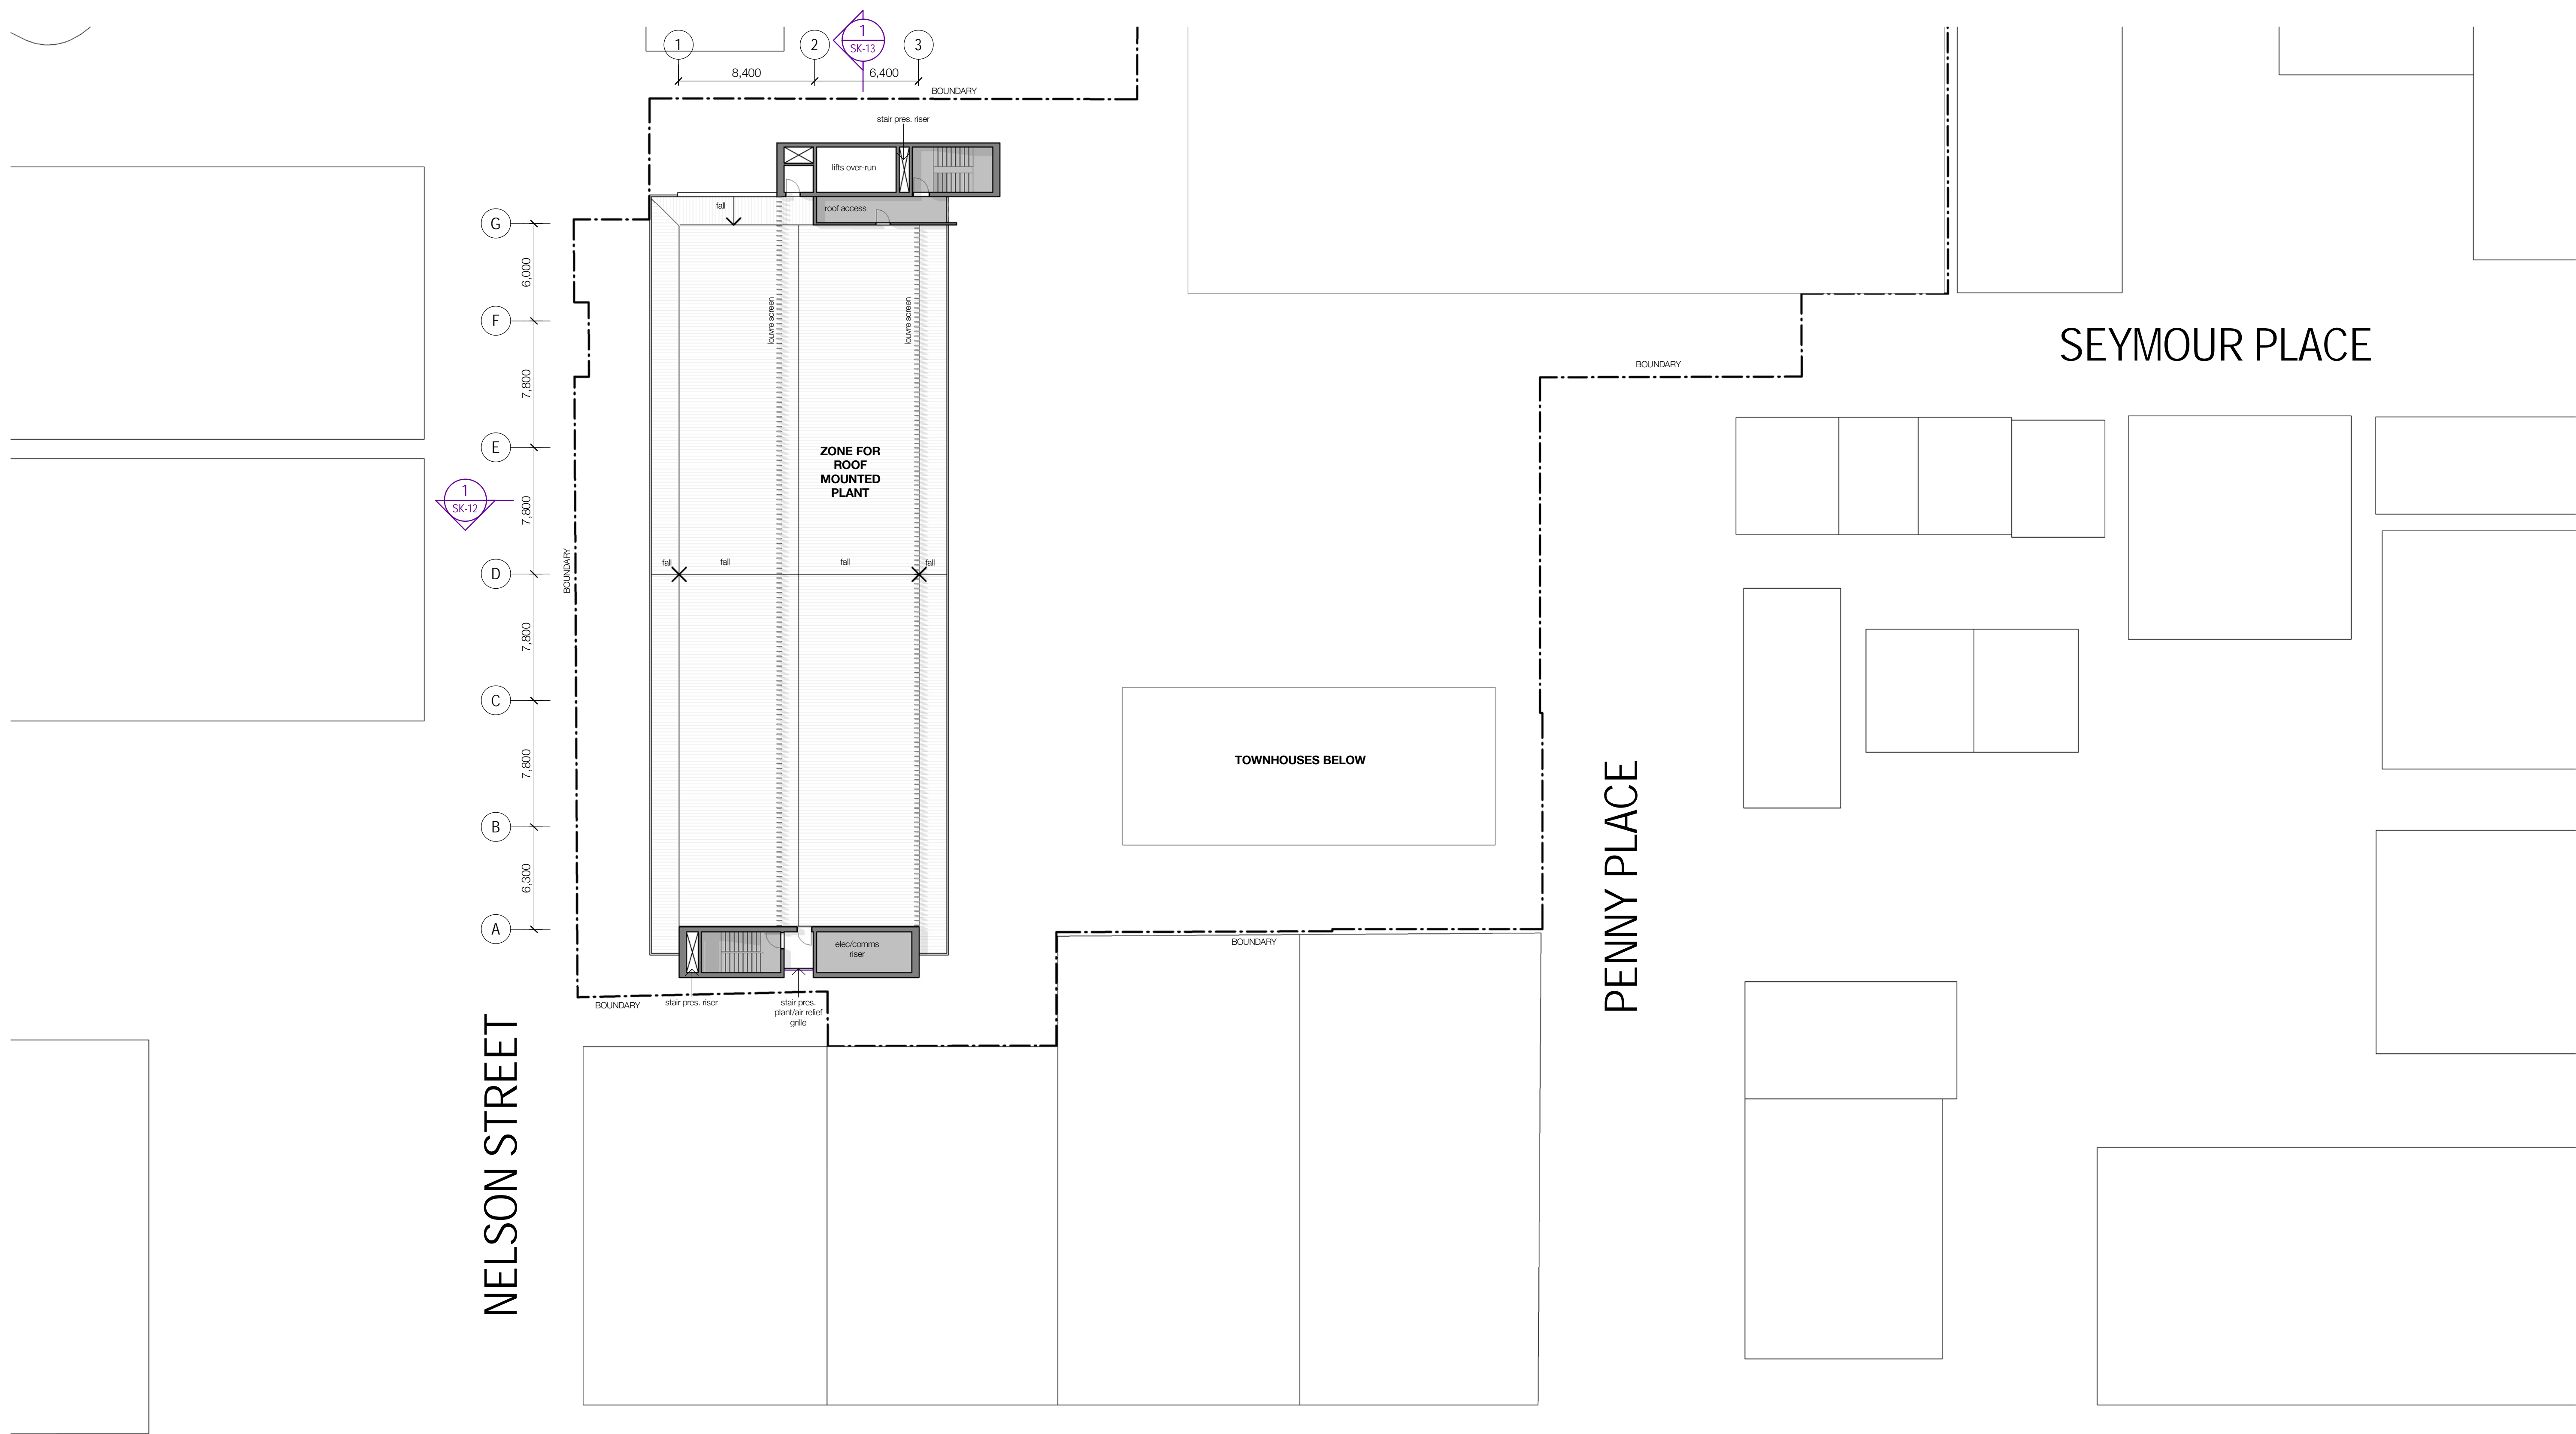 1
2
1
SK-13
3
8,400
6,400
BOUNDARY
stair pres. riser
lifts over-run
fall
roof access
G
6,000
louvre screen
louvre screen
F
SEYMOUR PLACE
BOUNDARY
7,800
E
ZONE FOR
ROOF
MOUNTED
PLANT
1
SK-12
7,800
BOUNDARY
fall
fall
fall
fall
D
7,800
C
7,800
TOWNHOUSES BELOW
PENNY PLACE
B
6,300
A
elec/comms
riser
BOUNDARY
BOUNDARY
stair pres. riser
stair pres.
plant/air relief
grille
NELSON STREET